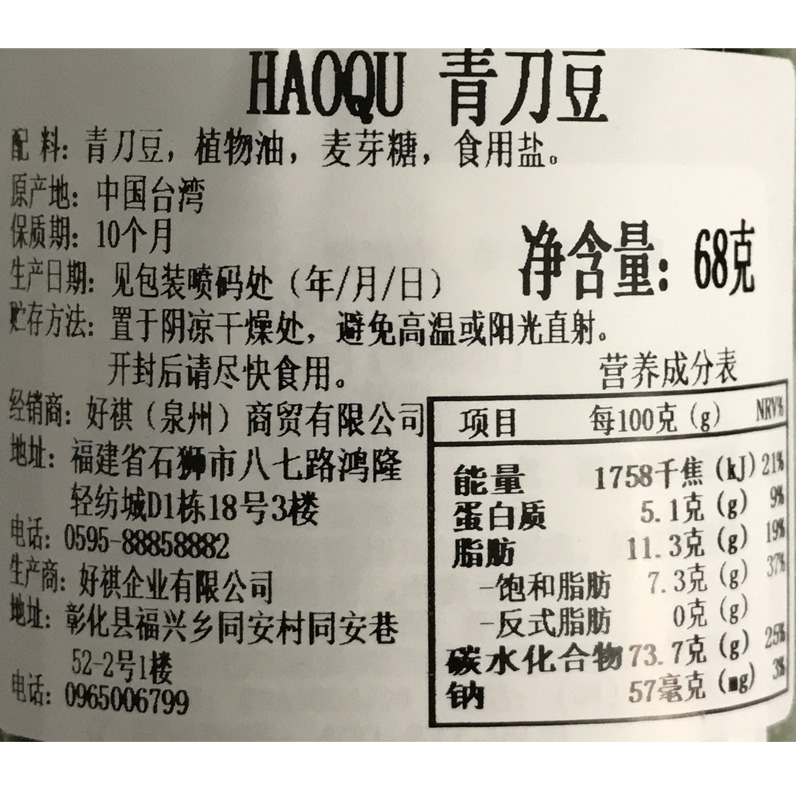 HAOQU 青刀豆
配料：青刀豆，植物油，麦芽糖，食用盐。
原产地：中国台湾
保质期：10个月
净含量：68克
生产日期：见包装喷码处（年/月/日）
贮存方法：置于阴凉干燥处，避免高温或阳光直射。
开封后请尽快食用。
经销商：好祺（泉州）商贸有限公司
地址：福建省石狮市八七路鸿隆
轻纺城D1栋18号3楼
电话：0595-88858882
生产商：好祺企业有限公司
地址：彰化县福兴乡同安村同安巷
52-2号1楼
电话：0965006799
营养成分表
项目 每100克(g) NRV%
能量 1758千焦(kJ) 21%
蛋白质 5.1克(g) 9%
脂肪 11.3克(g) 19%
-饱和脂肪 7.3克(g) 37%
-反式脂肪 0克(g)
碳水化合物 73.7克(g) 25%
钠 57毫克(mg) 3%